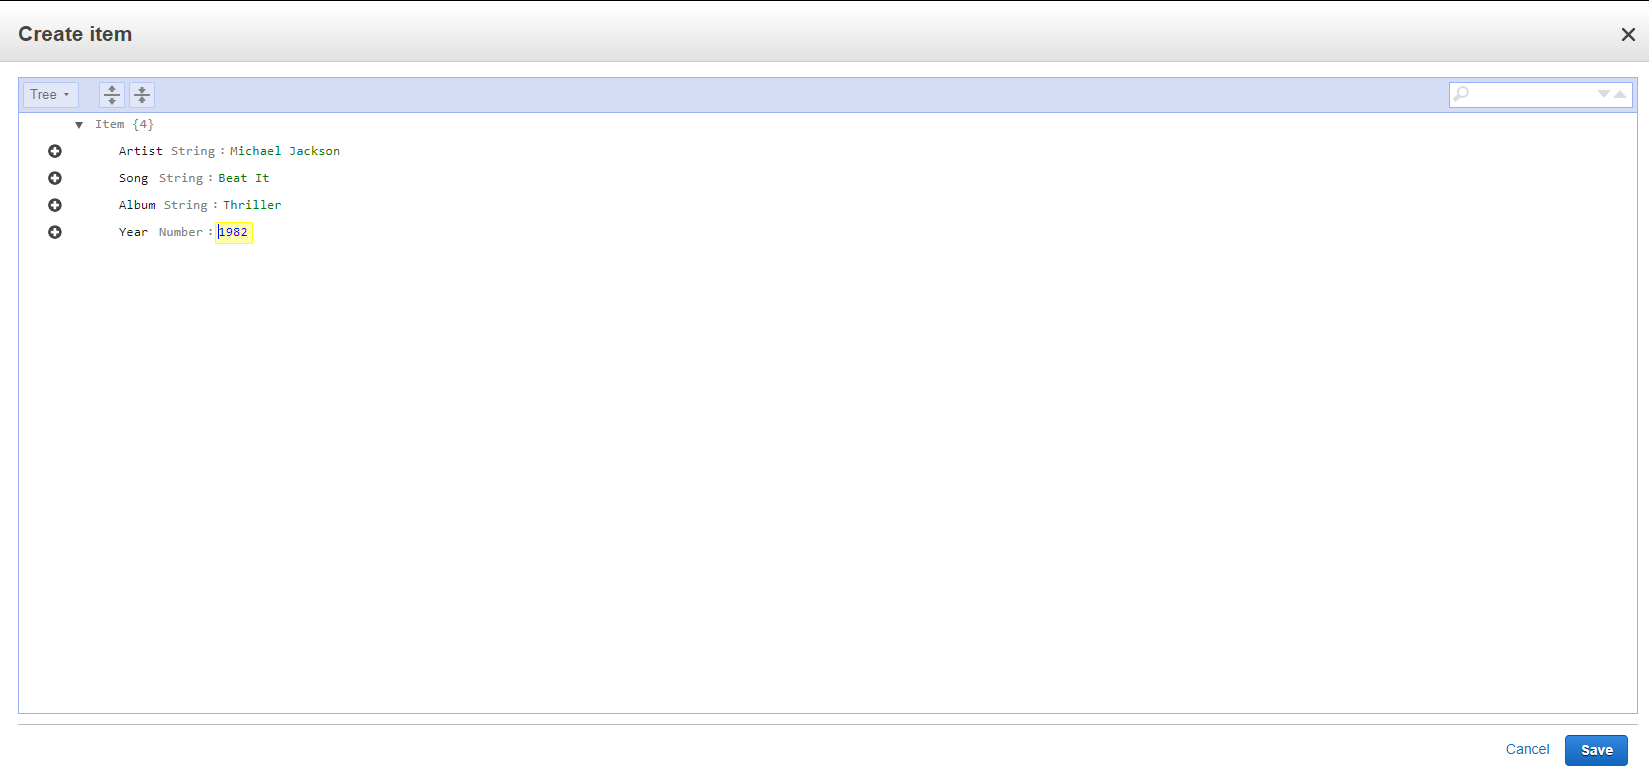 Create item
Tree
Item {4}
Artist String : Michael Jackson
Song String : Beat It
Album String : Thriller
Year Number : 1982
Cancel Save